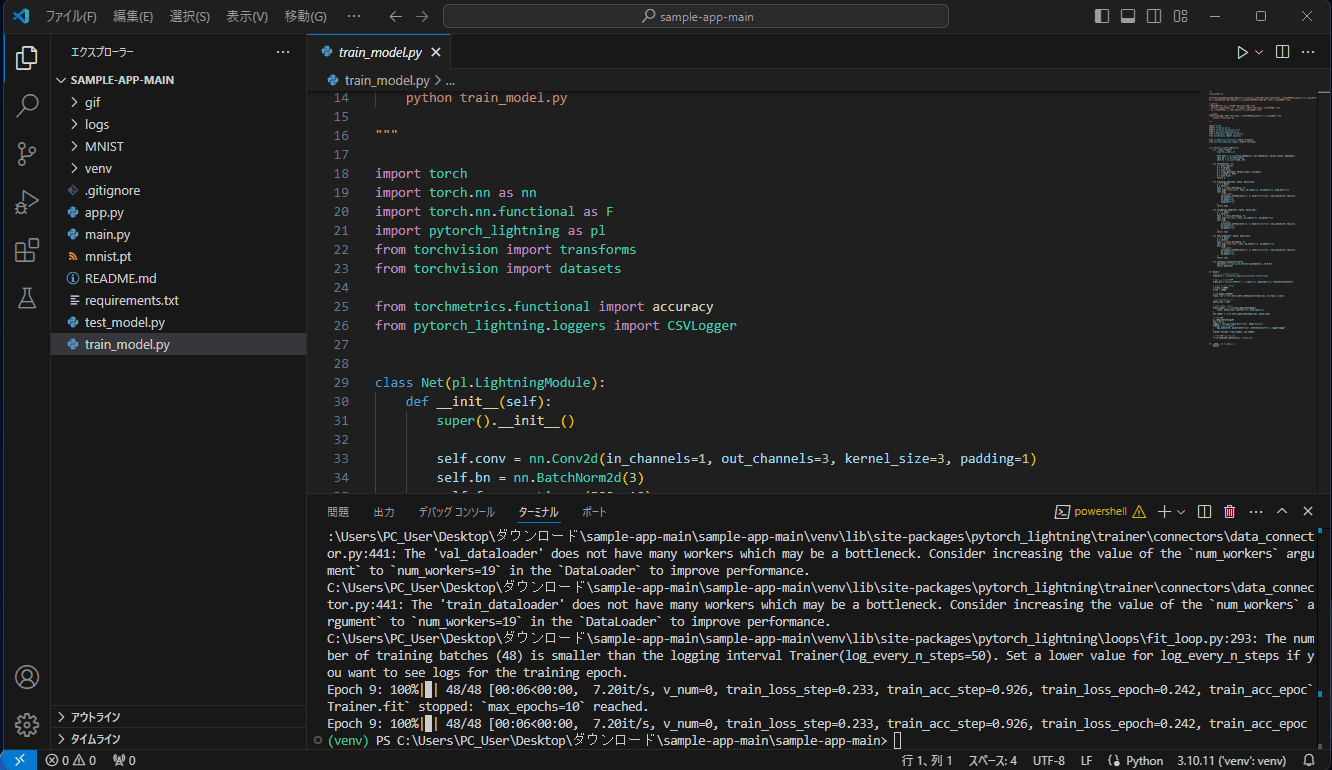 ファイル(F) 編集(E) 選択(S) 表示(V) 移動(G) ··· sample-app-main
エクスプローラー ···
SAMPLE-APP-MAIN
gif
logs
MNIST
venv
.gitignore
app.py
main.py
mnist.pt
README.md
requirements.txt
test_model.py
train_model.py
アウトライン
タイムライン
train_model.py
train_model.py > ...
14 python train_model.py
15
16 """
17
18 import torch
19 import torch.nn as nn
20 import torch.nn.functional as F
21 import pytorch_lightning as pl
22 from torchvision import transforms
23 from torchvision import datasets
24
25 from torchmetrics.functional import accuracy
26 from pytorch_lightning.loggers import CSVLogger
27
28
29 class Net(pl.LightningModule):
30 def __init__(self):
31 super().__init__()
32
33 self.conv = nn.Conv2d(in_channels=1, out_channels=3, kernel_size=3, padding=1)
34 self.bn = nn.BatchNorm2d(3)
問題 出力 デバッグ コンソール ターミナル ポート powershell
:\Users\PC_User\Desktop\ダウンロード\sample-app-main\sample-app-main\venv\lib\site-packages\pytorch_lightning\trainer\connectors\data_connect
or.py:441: The 'val_dataloader' does not have many workers which may be a bottleneck. Consider increasing the value of the `num_workers` argu
ment` to `num_workers=19` in the `DataLoader` to improve performance.
C:\Users\PC_User\Desktop\ダウンロード\sample-app-main\sample-app-main\venv\lib\site-packages\pytorch_lightning\trainer\connectors\data_connec
tor.py:441: The 'train_dataloader' does not have many workers which may be a bottleneck. Consider increasing the value of the `num_workers` a
rgument` to `num_workers=19` in the `DataLoader` to improve performance.
C:\Users\PC_User\Desktop\ダウンロード\sample-app-main\sample-app-main\venv\lib\site-packages\pytorch_lightning\loops\fit_loop.py:293: The num
ber of training batches (48) is smaller than the logging interval Trainer(log_every_n_steps=50). Set a lower value for log_every_n_steps if y
ou want to see logs for the training epoch.
Epoch 9: 100%|█| 48/48 [00:06<00:00,  7.20it/s, v_num=0, train_loss_step=0.233, train_acc_step=0.926, train_loss_epoch=0.242, train_acc_epoc`
Trainer.fit` stopped: `max_epochs=10` reached.
Epoch 9: 100%|█| 48/48 [00:06<00:00,  7.20it/s, v_num=0, train_loss_step=0.233, train_acc_step=0.926, train_loss_epoch=0.242, train_acc_epoc
(venv) PS C:\Users\PC_User\Desktop\ダウンロード\sample-app-main\sample-app-main>
0 0 0 行 1、列 1 スペース: 4 UTF-8 LF Python 3.10.11 ('venv': venv)